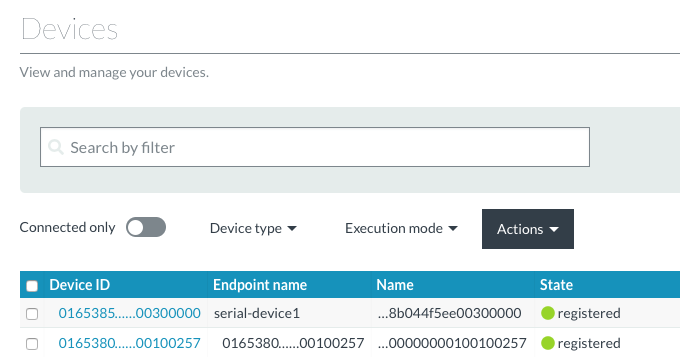 Devices
View and manage your devices.
Search by filter
Connected only Device type Execution mode Actions
Device ID Endpoint name Name State
0165385......00300000 serial-device1 ...8b044f5ee00300000 registered
0165380......00100257 0165380......00100257 ...00000000100100257 registered